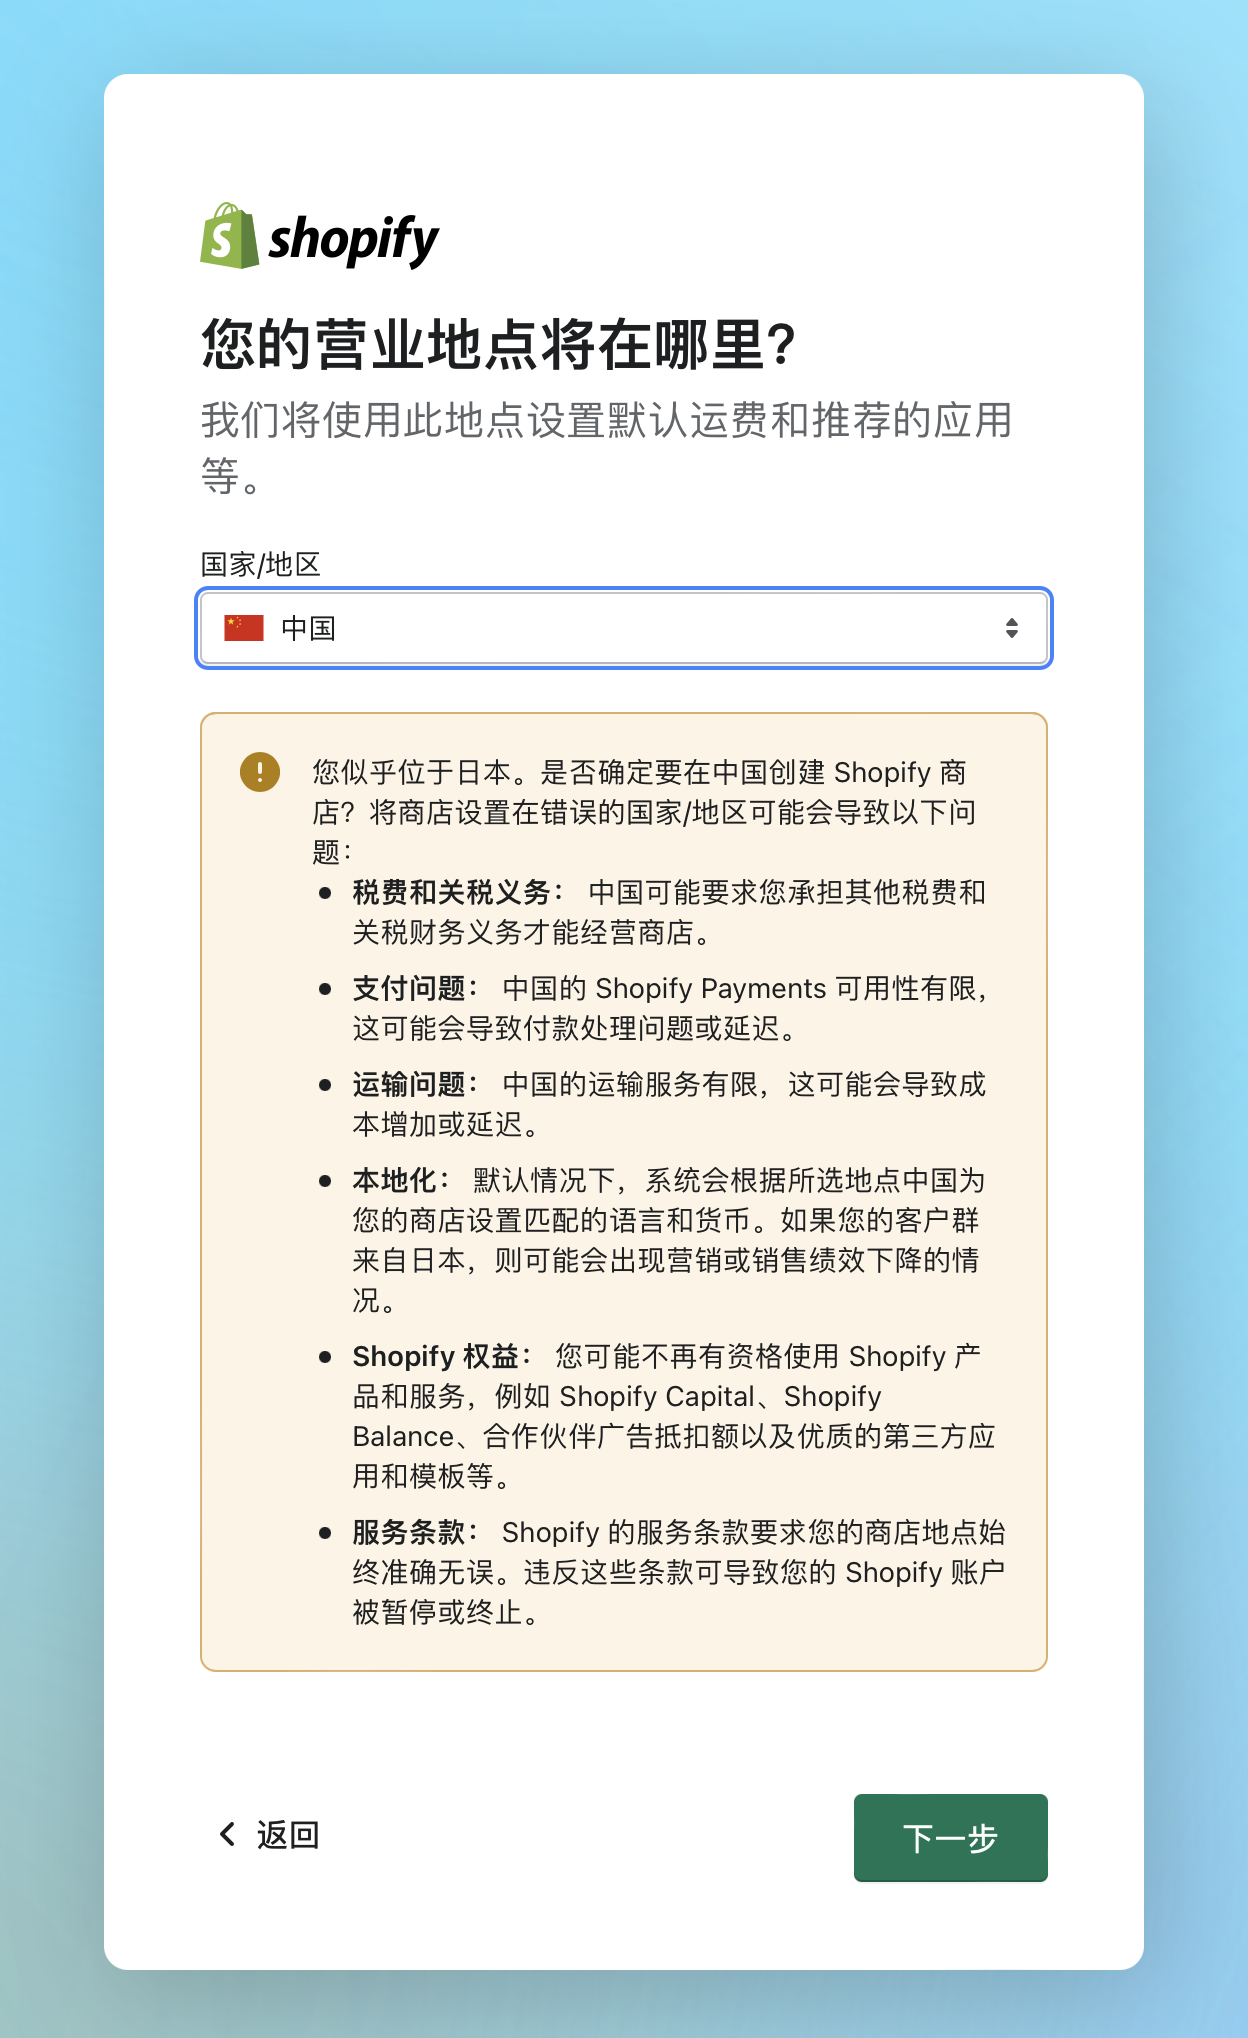 shopify
您的营业地点将在哪里？
我们将使用此地点设置默认运费和推荐的应用
等。
国家/地区
中国
您似乎位于日本。是否确定要在中国创建 Shopify 商
店？将商店设置在错误的国家/地区可能会导致以下问
题：
税费和关税义务： 中国可能要求您承担其他税费和
关税财务义务才能经营商店。
支付问题： 中国的 Shopify Payments 可用性有限，
这可能会导致付款处理问题或延迟。
运输问题： 中国的运输服务有限，这可能会导致成
本增加或延迟。
本地化： 默认情况下，系统会根据所选地点中国为
您的商店设置匹配的语言和货币。如果您的客户群
来自日本，则可能会出现营销或销售绩效下降的情
况。
Shopify 权益： 您可能不再有资格使用 Shopify 产
品和服务，例如 Shopify Capital、Shopify
Balance、合作伙伴广告抵扣额以及优质的第三方应
用和模板等。
服务条款： Shopify 的服务条款要求您的商店地点始
终准确无误。违反这些条款可导致您的 Shopify 账户
被暂停或终止。
返回
下一步